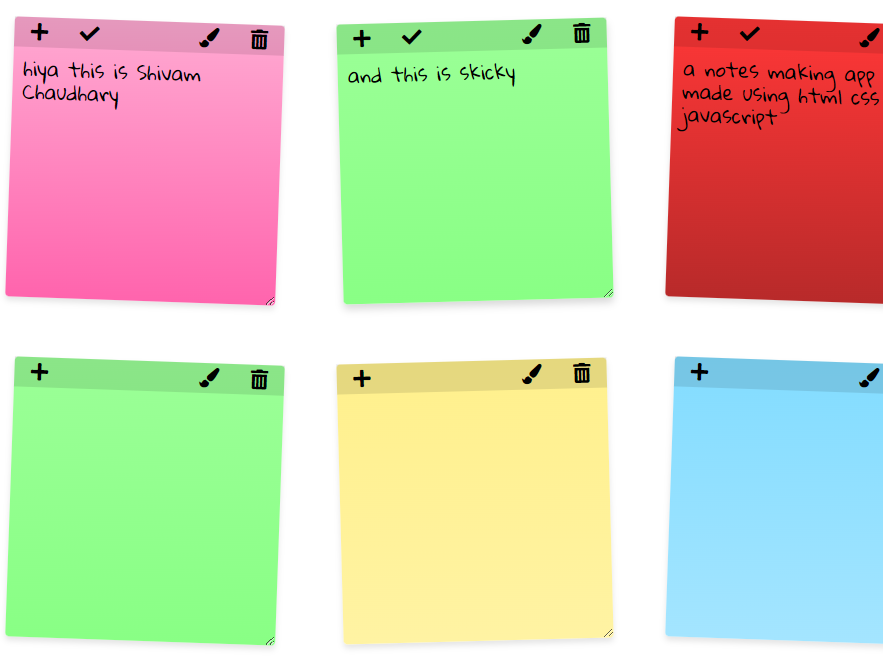 hiya this is Shivam
Chaudhary
and this is skicky
a notes making app
made using html css
javascript